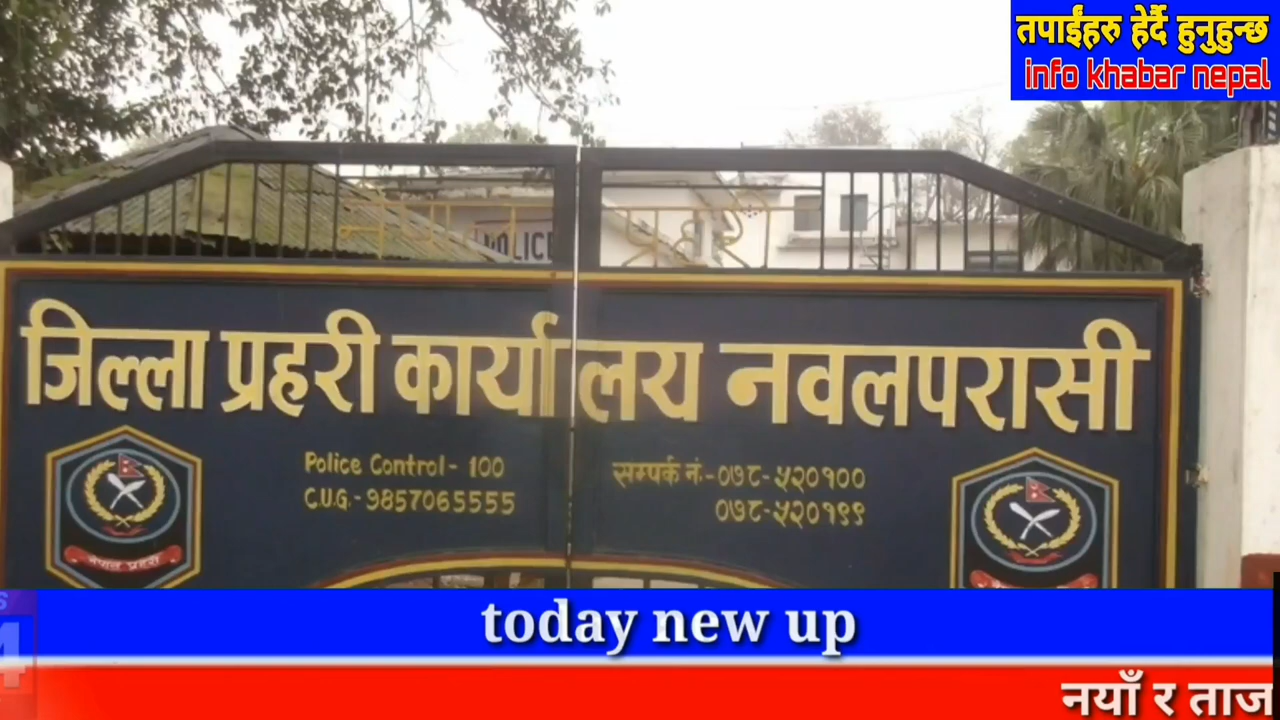 तपाईंहरु हेर्दै हुनुहुन्छ
info khabar nepal
POLICE
जिल्ला प्रहरी कार्यालय नवलपरासी
Police Control- 100
C.U.G.- 9857065555
सम्पर्क नं.-०७८-५२०१००
०७८-५२०१९९
नेपाल प्रहरी
today new up
S
4
नयाँ र ताज